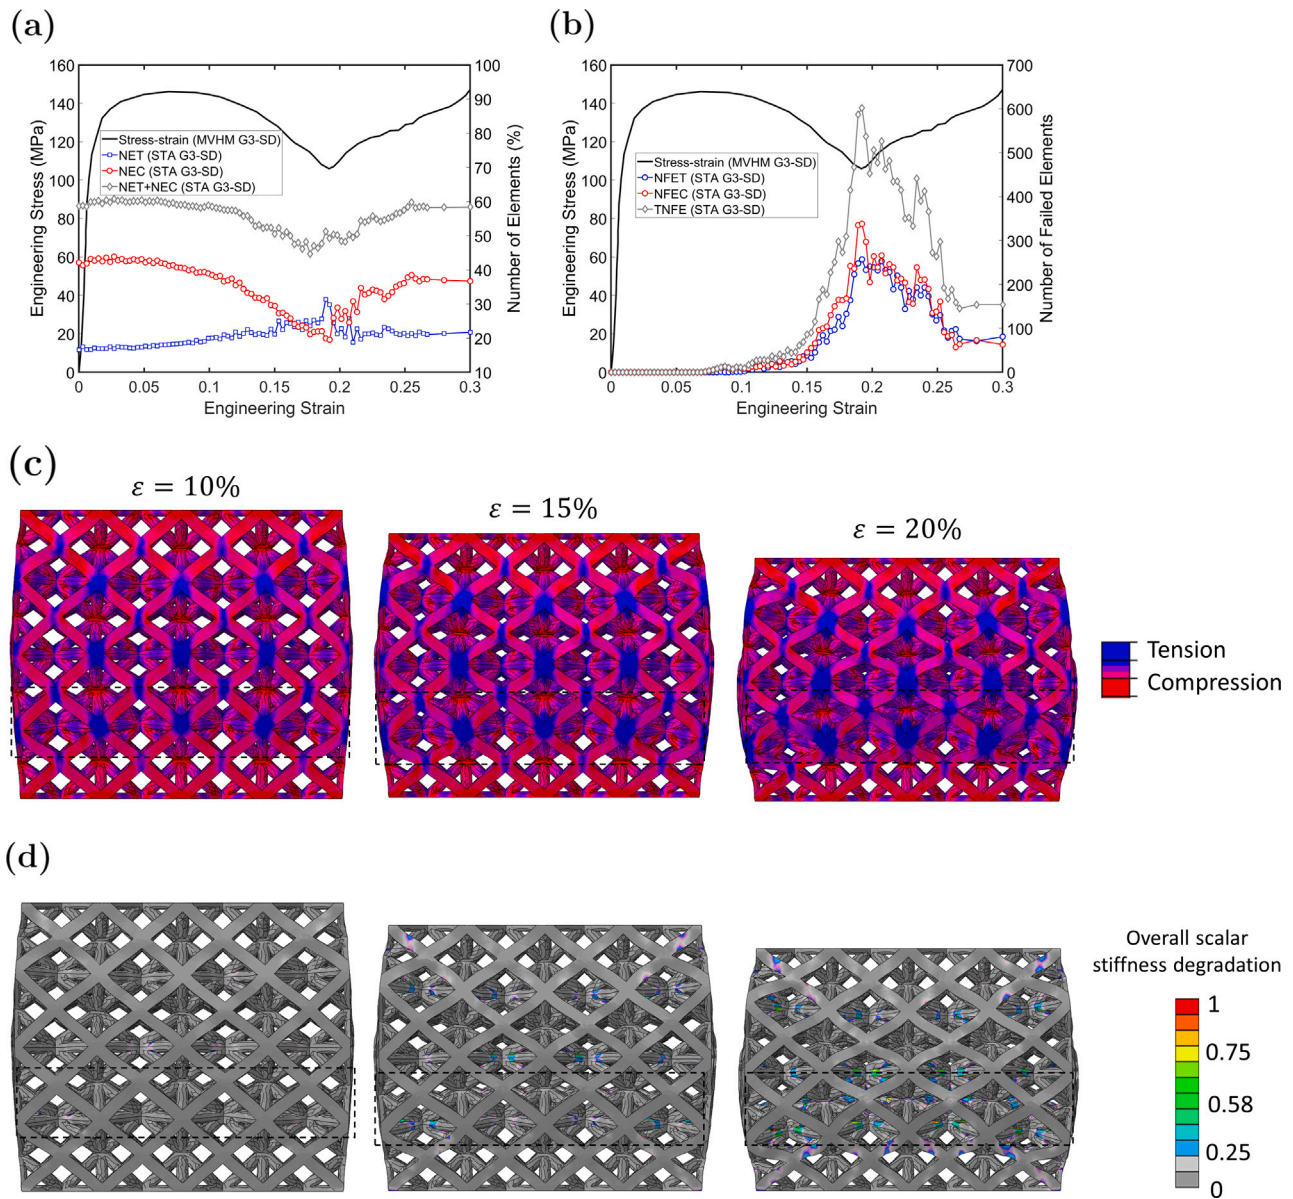 (a)
160
140
120
100
80
60
40
20
0
Engineering Stress (MPa)
Stress-strain (MVHM G3-SD)
NET (STA G3-SD)
NEC (STA G3-SD)
NET+NEC (STA G3-SD)
100
90
80
70
60
50
40
30
20
10
Number of Elements (%)
0 0.05 0.1 0.15 0.2 0.25 0.3
Engineering Strain
(b)
160
140
120
100
80
60
40
20
0
Engineering Stress (MPa)
Stress-strain (MVHM G3-SD)
NFET (STA G3-SD)
NFEC (STA G3-SD)
TNFE (STA G3-SD)
700
600
500
400
300
200
100
0
Number of Failed Elements
0 0.05 0.1 0.15 0.2 0.25 0.3
Engineering Strain
(c)
ε = 10%
ε = 15%
ε = 20%
Tension
Compression
(d)
Overall scalar
stiffness degradation
1
0.75
0.58
0.25
0